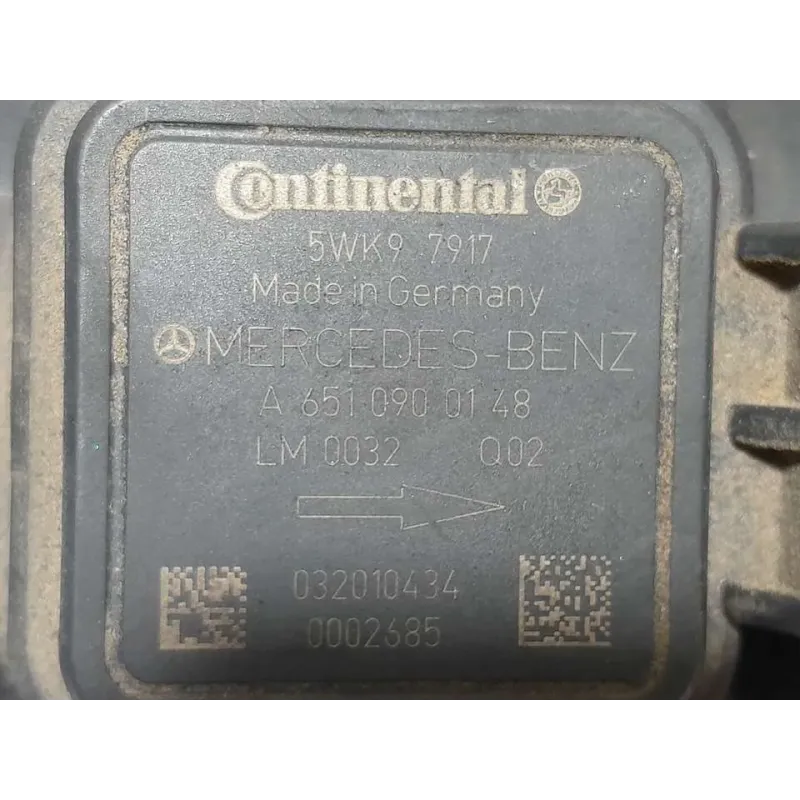 Continental
5WK9 7917
Made in Germany
MERCEDES-BENZ
A 651 090 01 48
LM 0032 Q02
032010434
0002685